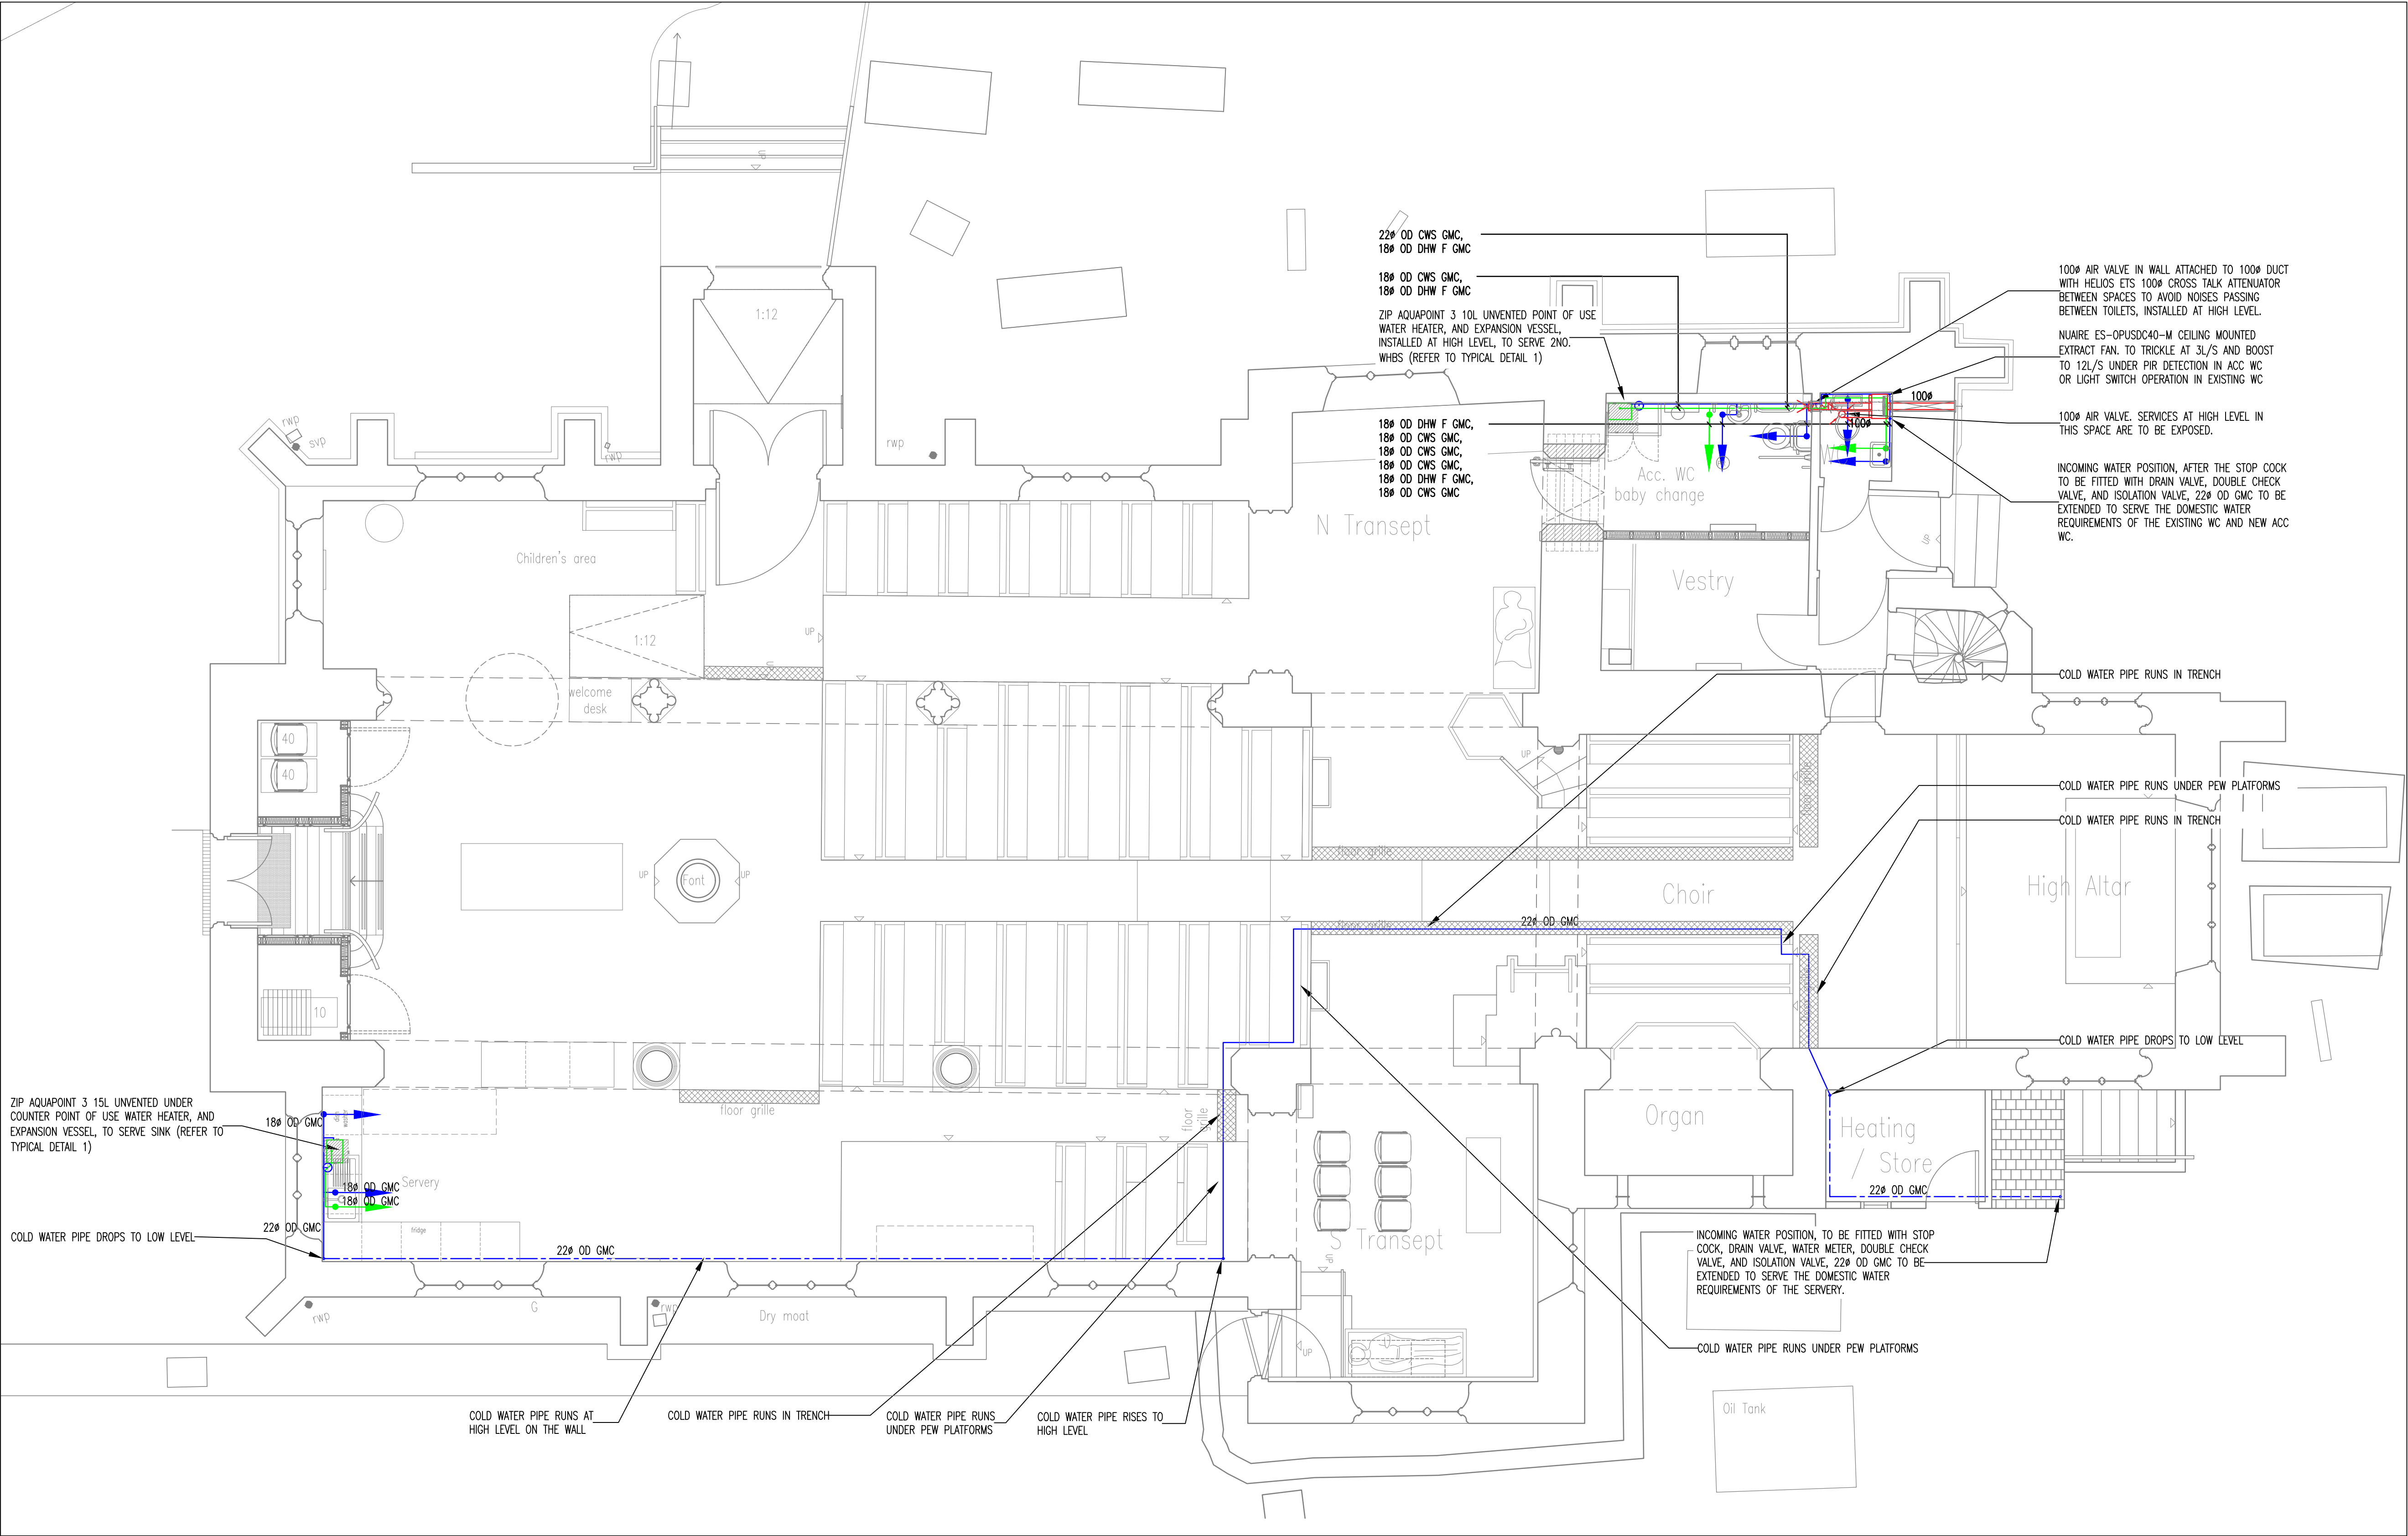 up
1:12
22ø OD CWS GMC,
18ø OD DHW F GMC
18ø OD CWS GMC,
18ø OD DHW F GMC
ZIP AQUAPOINT 3 10L UNVENTED POINT OF USE
WATER HEATER, AND EXPANSION VESSEL,
INSTALLED AT HIGH LEVEL, TO SERVE 2NO.
WHBS (REFER TO TYPICAL DETAIL 1)
18ø OD DHW F GMC,
18ø OD CWS GMC,
18ø OD CWS GMC,
18ø OD CWS GMC,
18ø OD DHW F GMC,
18ø OD CWS GMC
100ø AIR VALVE IN WALL ATTACHED TO 100ø DUCT
WITH HELIOS ETS 100ø CROSS TALK ATTENUATOR
BETWEEN SPACES TO AVOID NOISES PASSING
BETWEEN TOILETS, INSTALLED AT HIGH LEVEL.
NUAIRE ES-OPUSDC40-M CEILING MOUNTED
EXTRACT FAN. TO TRICKLE AT 3L/S AND BOOST
TO 12L/S UNDER PIR DETECTION IN ACC WC
OR LIGHT SWITCH OPERATION IN EXISTING WC
100ø AIR VALVE. SERVICES AT HIGH LEVEL IN
THIS SPACE ARE TO BE EXPOSED.
INCOMING WATER POSITION, AFTER THE STOP COCK
TO BE FITTED WITH DRAIN VALVE, DOUBLE CHECK
VALVE, AND ISOLATION VALVE, 22ø OD GMC TO BE
EXTENDED TO SERVE THE DOMESTIC WATER
REQUIREMENTS OF THE EXISTING WC AND NEW ACC
WC.
100ø
100ø
rwp
svp
rwp
rwp
Acc. WC
baby change
N Transept
Children's area
Vestry
up
1:12
UP
up
welcome
desk
COLD WATER PIPE RUNS IN TRENCH
40
40
UP
COLD WATER PIPE RUNS UNDER PEW PLATFORMS
COLD WATER PIPE RUNS IN TRENCH
floor grille
floor grille
UP
Font
UP
Choir
High Altar
floor grille
22ø OD GMC
10
COLD WATER PIPE DROPS TO LOW LEVEL
ZIP AQUAPOINT 3 15L UNVENTED UNDER
COUNTER POINT OF USE WATER HEATER, AND
EXPANSION VESSEL, TO SERVE SINK (REFER TO
TYPICAL DETAIL 1)
18ø OD GMC
floor grille
floor
grille
Organ
Heating
/ Store
18ø OD GMC
18ø OD GMC
Servery
22ø OD GMC
22ø OD GMC
fridge
COLD WATER PIPE DROPS TO LOW LEVEL
22ø OD GMC
S Transept
up
INCOMING WATER POSITION, TO BE FITTED WITH STOP
COCK, DRAIN VALVE, WATER METER, DOUBLE CHECK
VALVE, AND ISOLATION VALVE, 22ø OD GMC TO BE
EXTENDED TO SERVE THE DOMESTIC WATER
REQUIREMENTS OF THE SERVERY.
rwp
G
rwp
Dry moat
UP
COLD WATER PIPE RUNS UNDER PEW PLATFORMS
COLD WATER PIPE RUNS AT
HIGH LEVEL ON THE WALL
COLD WATER PIPE RUNS IN TRENCH
COLD WATER PIPE RUNS
UNDER PEW PLATFORMS
COLD WATER PIPE RISES TO
HIGH LEVEL
Oil Tank